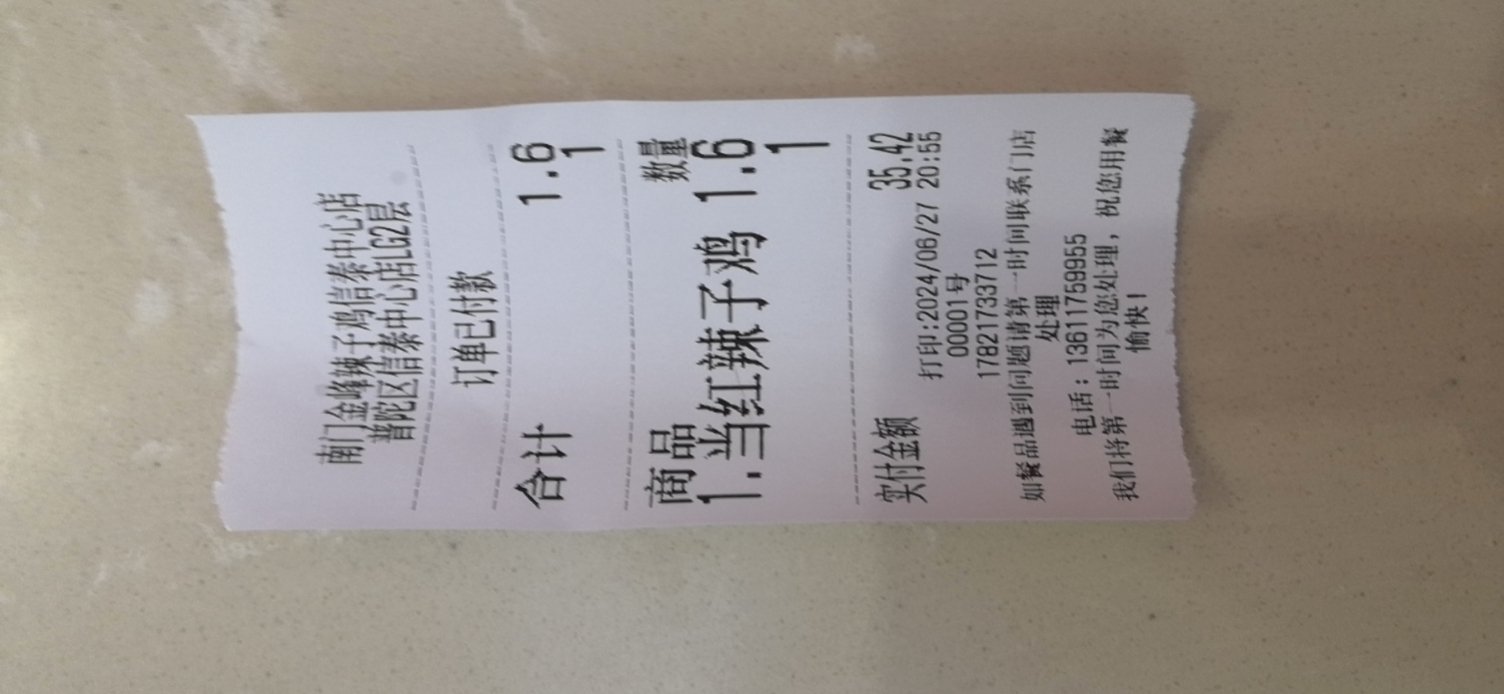 南门金峰辣子鸡信泰中心店
普陀区信泰中心店LG2层
订单已付款
合计 1.6
1
商品 数量
1.当红辣子鸡 1.6
1
实付金额 35.42
打印:2024/06/27 20:55
00001号
17821733712
如餐品遇到问题请第一时间联系门店
处理
电话：13611759955
我们将第一时间为您处理，祝您用餐
愉快！